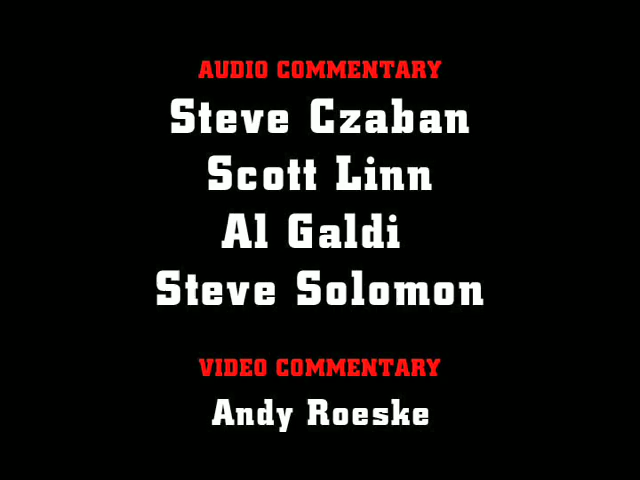 AUDIO COMMENTARY
Steve Czaban
Scott Linn
Al Galdi
Steve Solomon
VIDEO COMMENTARY
Andy Roeske